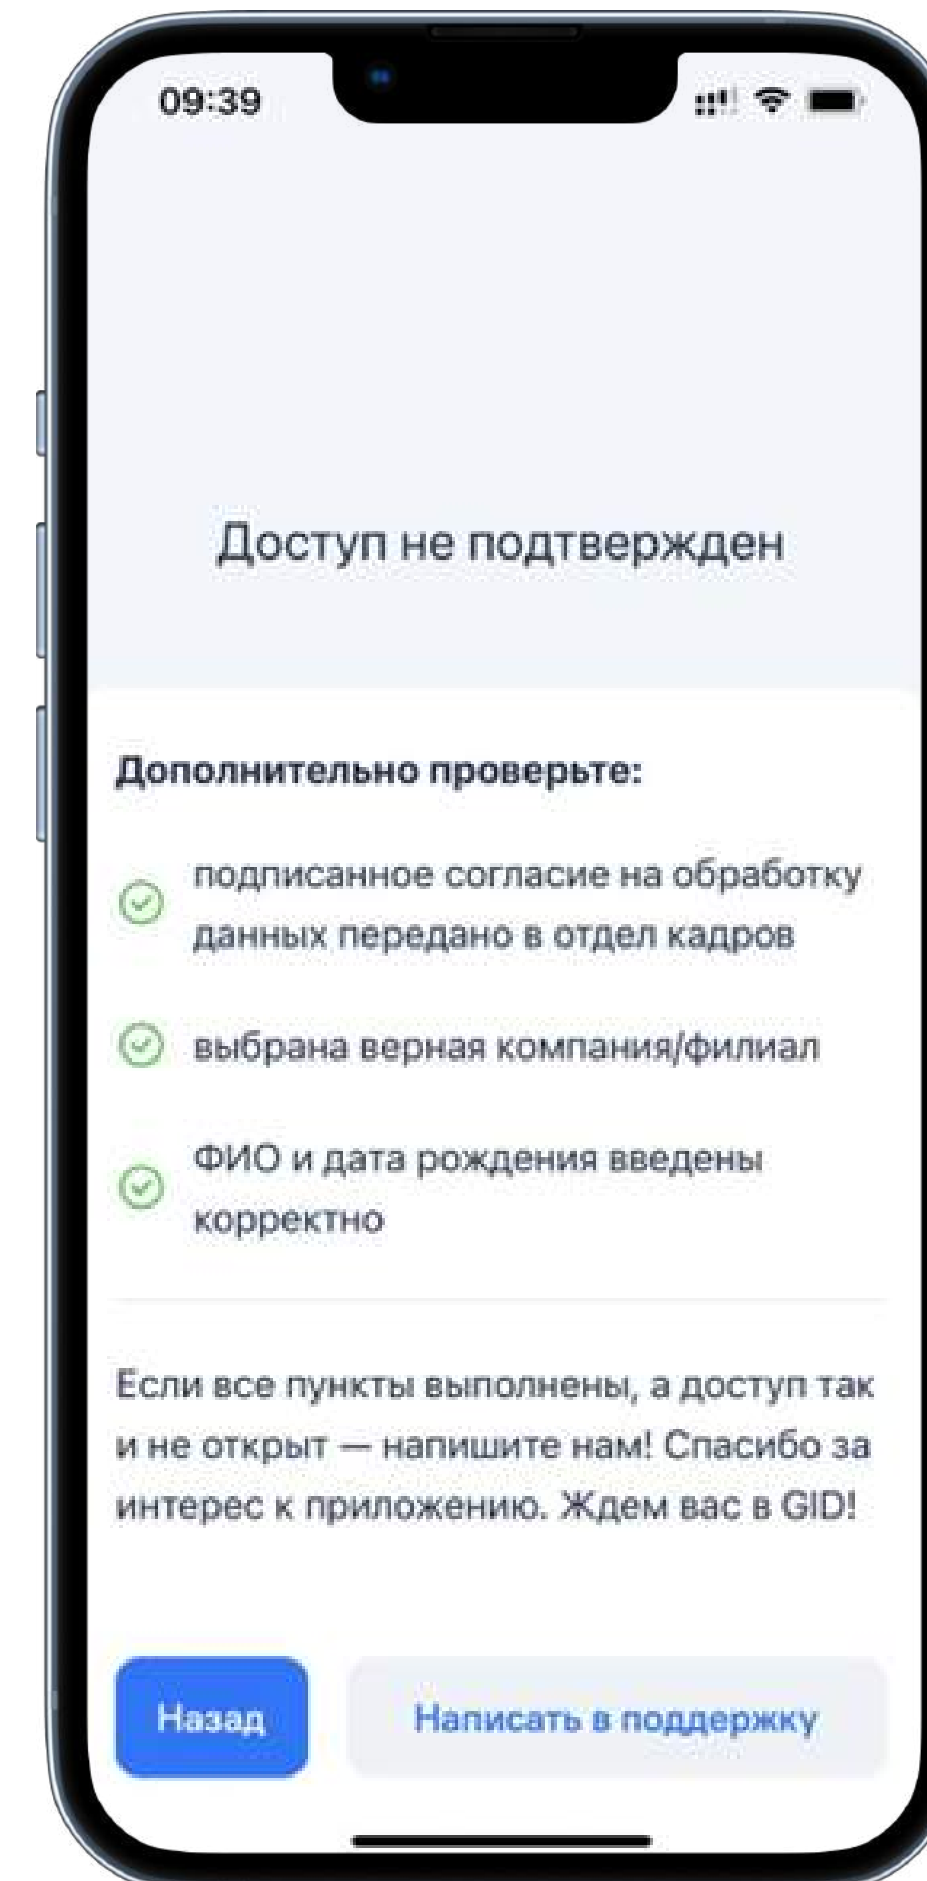 09:39
Доступ не подтвержден
Дополнительно проверьте:
подписанное согласие на обработку
данных передано в отдел кадров
выбрана верная компания/филиал
ФИО и дата рождения введены
корректно
Если все пункты выполнены, а доступ так
и не открыт — напишите нам! Спасибо за
интерес к приложению. Ждем вас в GID!
Назад
Написать в поддержку